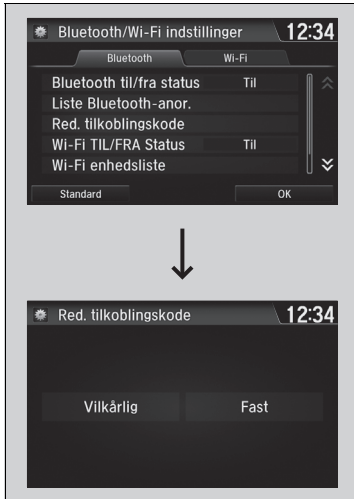 Bluetooth/Wi-Fi indstillinger 12:34
Bluetooth Wi-Fi
Bluetooth til/fra status Til
Liste Bluetooth-anor.
Red. tilkoblingskode
Wi-Fi TIL/FRA Status Til
Wi-Fi enhedsliste
Standard OK
Red. tilkoblingskode 12:34
Vilkårlig Fast